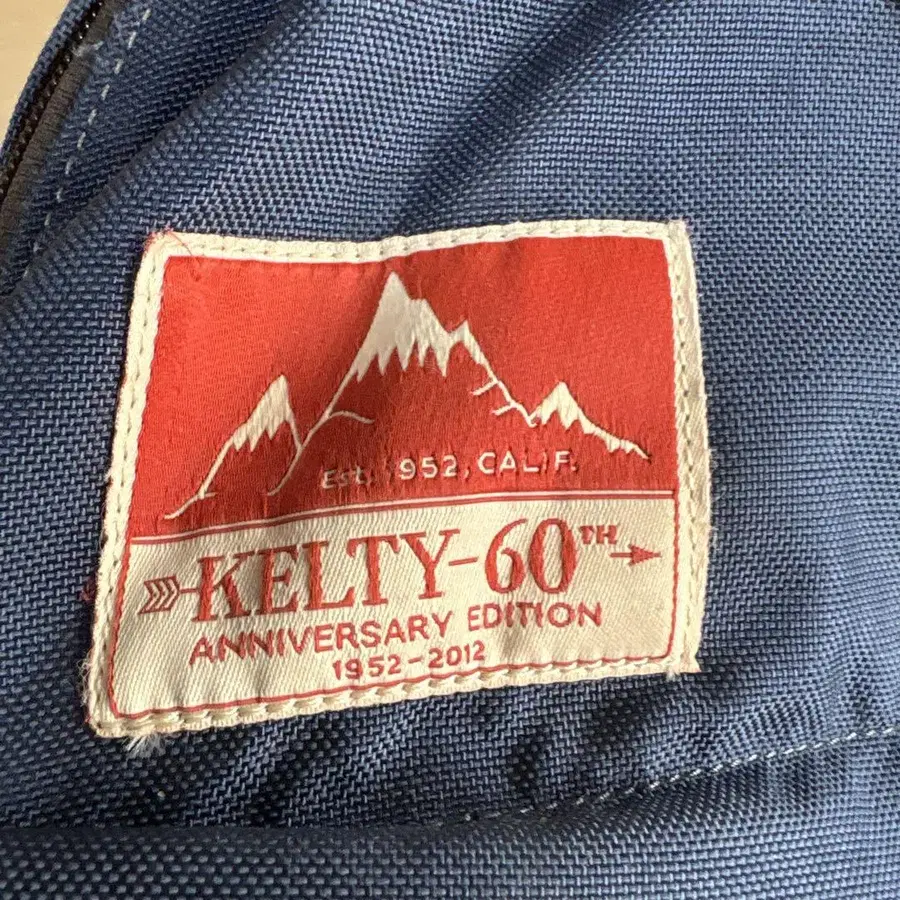 Est. 1952, CALIF.
KELTY-60TH
ANNIVERSARY EDITION
1952-2012